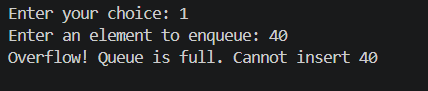 Enter your choice: 1
Enter an element to enqueue: 40
Overflow! Queue is full. Cannot insert 40